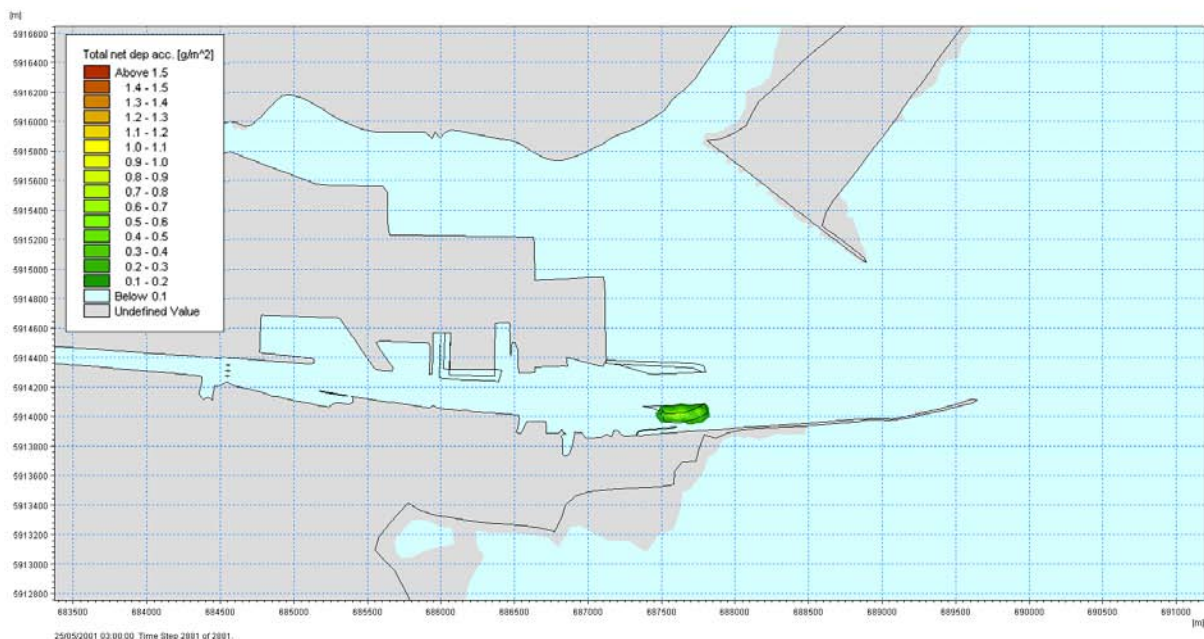 [m]
5916600
5916400
5916200
5916000
5915800
5915600
5915400
5915200
5915000
5914800
5914600
5914400
5914200
5914000
5913800
5913600
5913400
5913200
5913000
5912800
Total net dep acc. [g/m^2]
Above 1.5
1.4 - 1.5
1.3 - 1.4
1.2 - 1.3
1.1 - 1.2
1.0 - 1.1
0.9 - 1.0
0.8 - 0.9
0.7 - 0.8
0.6 - 0.7
0.5 - 0.6
0.4 - 0.5
0.3 - 0.4
0.2 - 0.3
0.1 - 0.2
Below 0.1
Undefined Value
683500 684000 684500 685000 685500 686000 686500 687000 687500 688000 688500 689000 689500 690000 690500 691000
[m]
25/05/2001 03:00:00 Time Step 2881 of 2881.